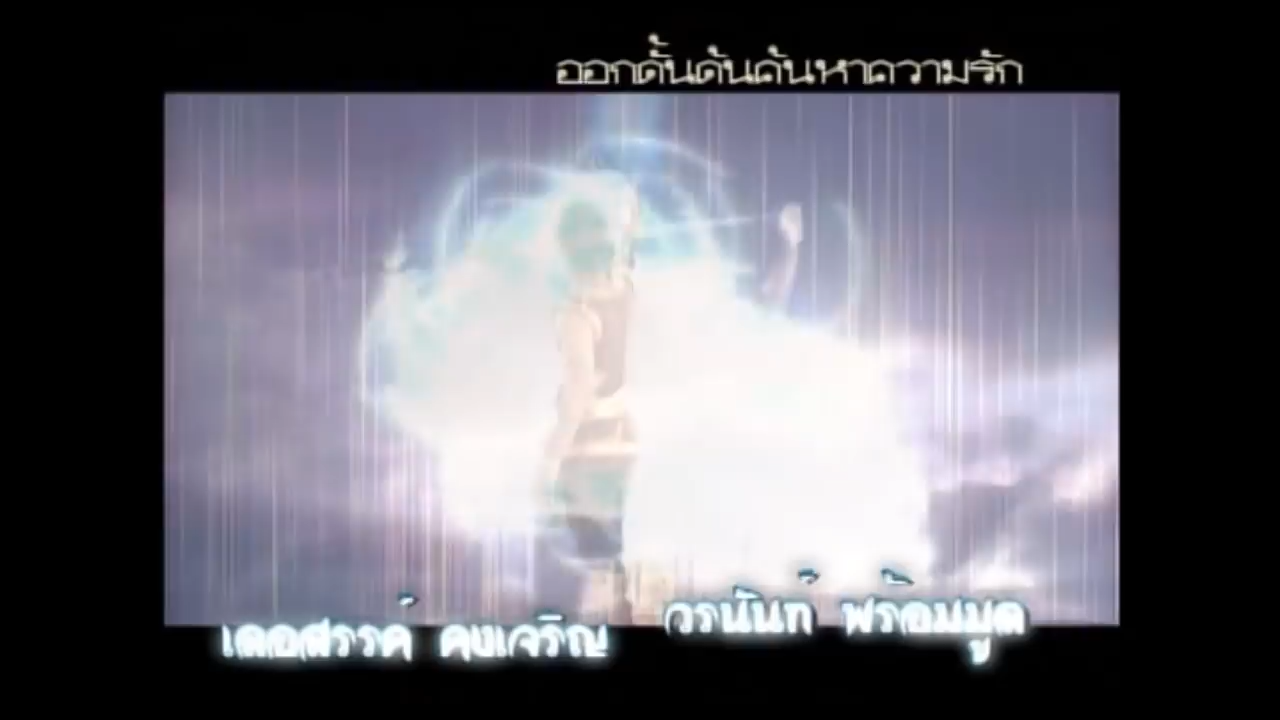 ออกดั้นด้นค้นหาความรัก
เดอสรรค์ คงเจริญ
วรนันท์ พร้อมมูด